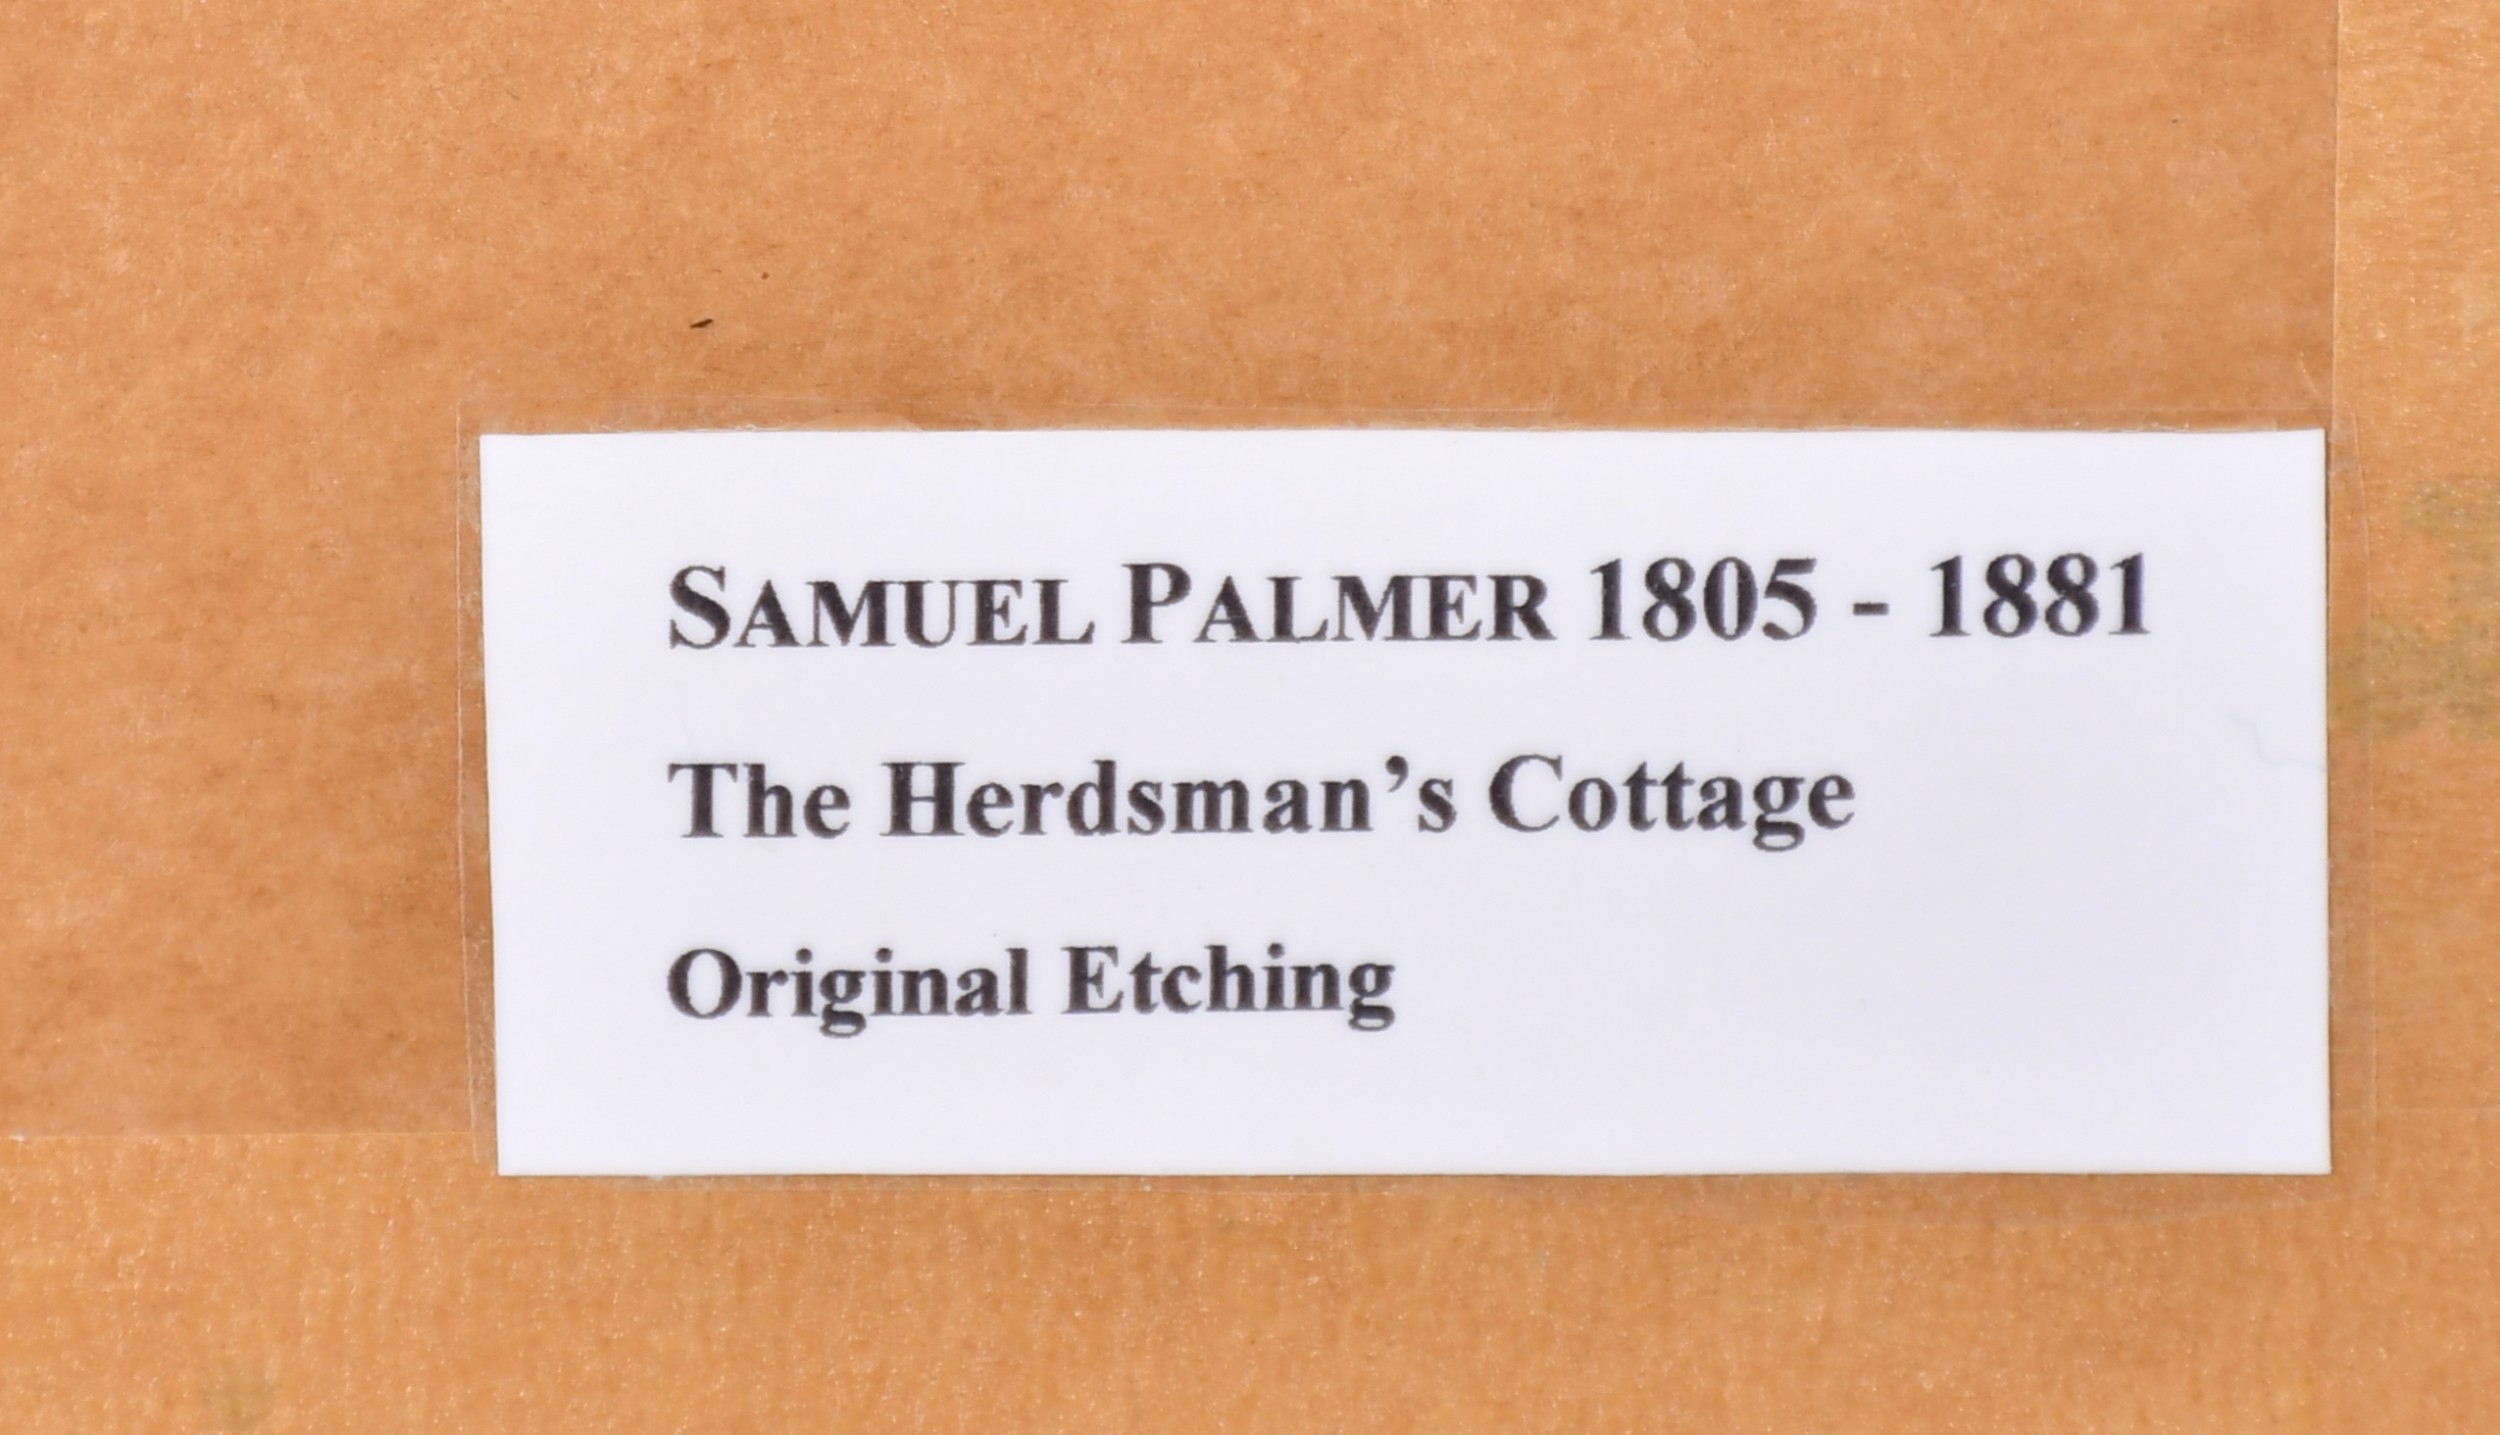 SAMUEL PALMER 1805 - 1881
The Herdsman’s Cottage
Original Etching